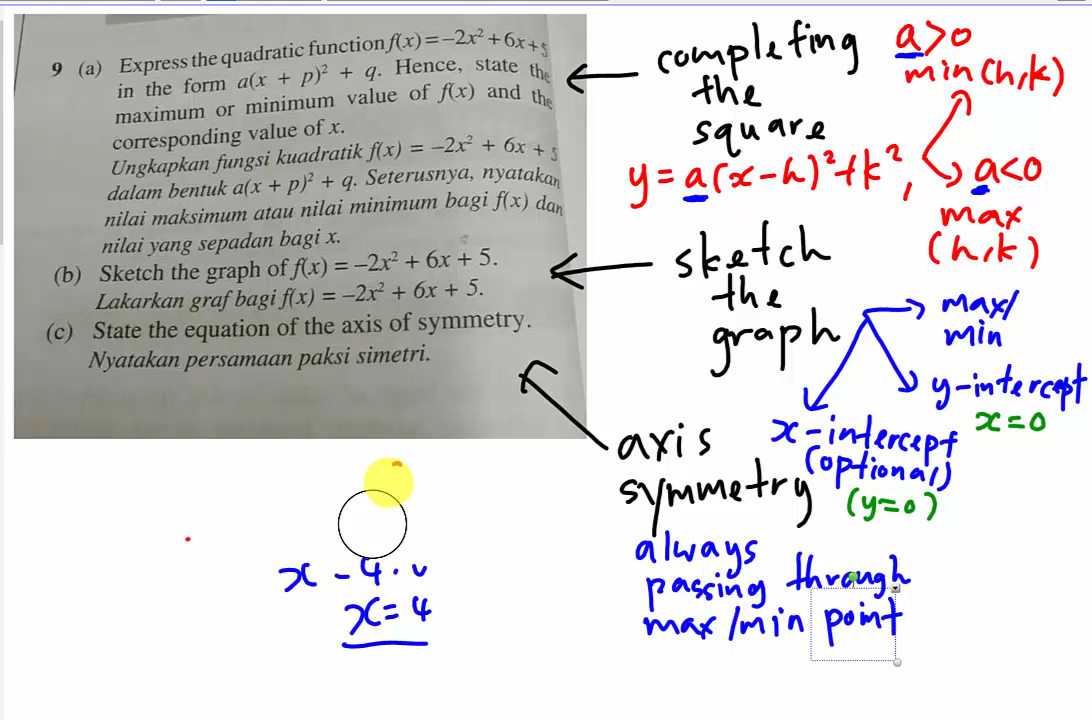 9 (a) Express the quadratic function f(x) = −2x² + 6x + 5
in the form a(x + p)² + q. Hence, state the
maximum or minimum value of f(x) and the
corresponding value of x.
Ungkapkan fungsi kuadratik f(x) = −2x² + 6x + 5
dalam bentuk a(x + p)² + q. Seterusnya, nyatakan
nilai maksimum atau nilai minimum bagi f(x) dan
nilai yang sepadan bagi x.
(b) Sketch the graph of f(x) = −2x² + 6x + 5.
Lakarkan graf bagi f(x) = −2x² + 6x + 5.
(c) State the equation of the axis of symmetry.
Nyatakan persamaan paksi simetri.
completing
the
square
a>0
min (h,k)
y = a(x-h)²+k²,
a<0
max
(h,k)
sketch
the
graph
max/
min
y-intercept
x=0
x-intercept
(optional)
(y=0)
axis
symmetry
always
passing through
max/min point
x - 4
x = 4